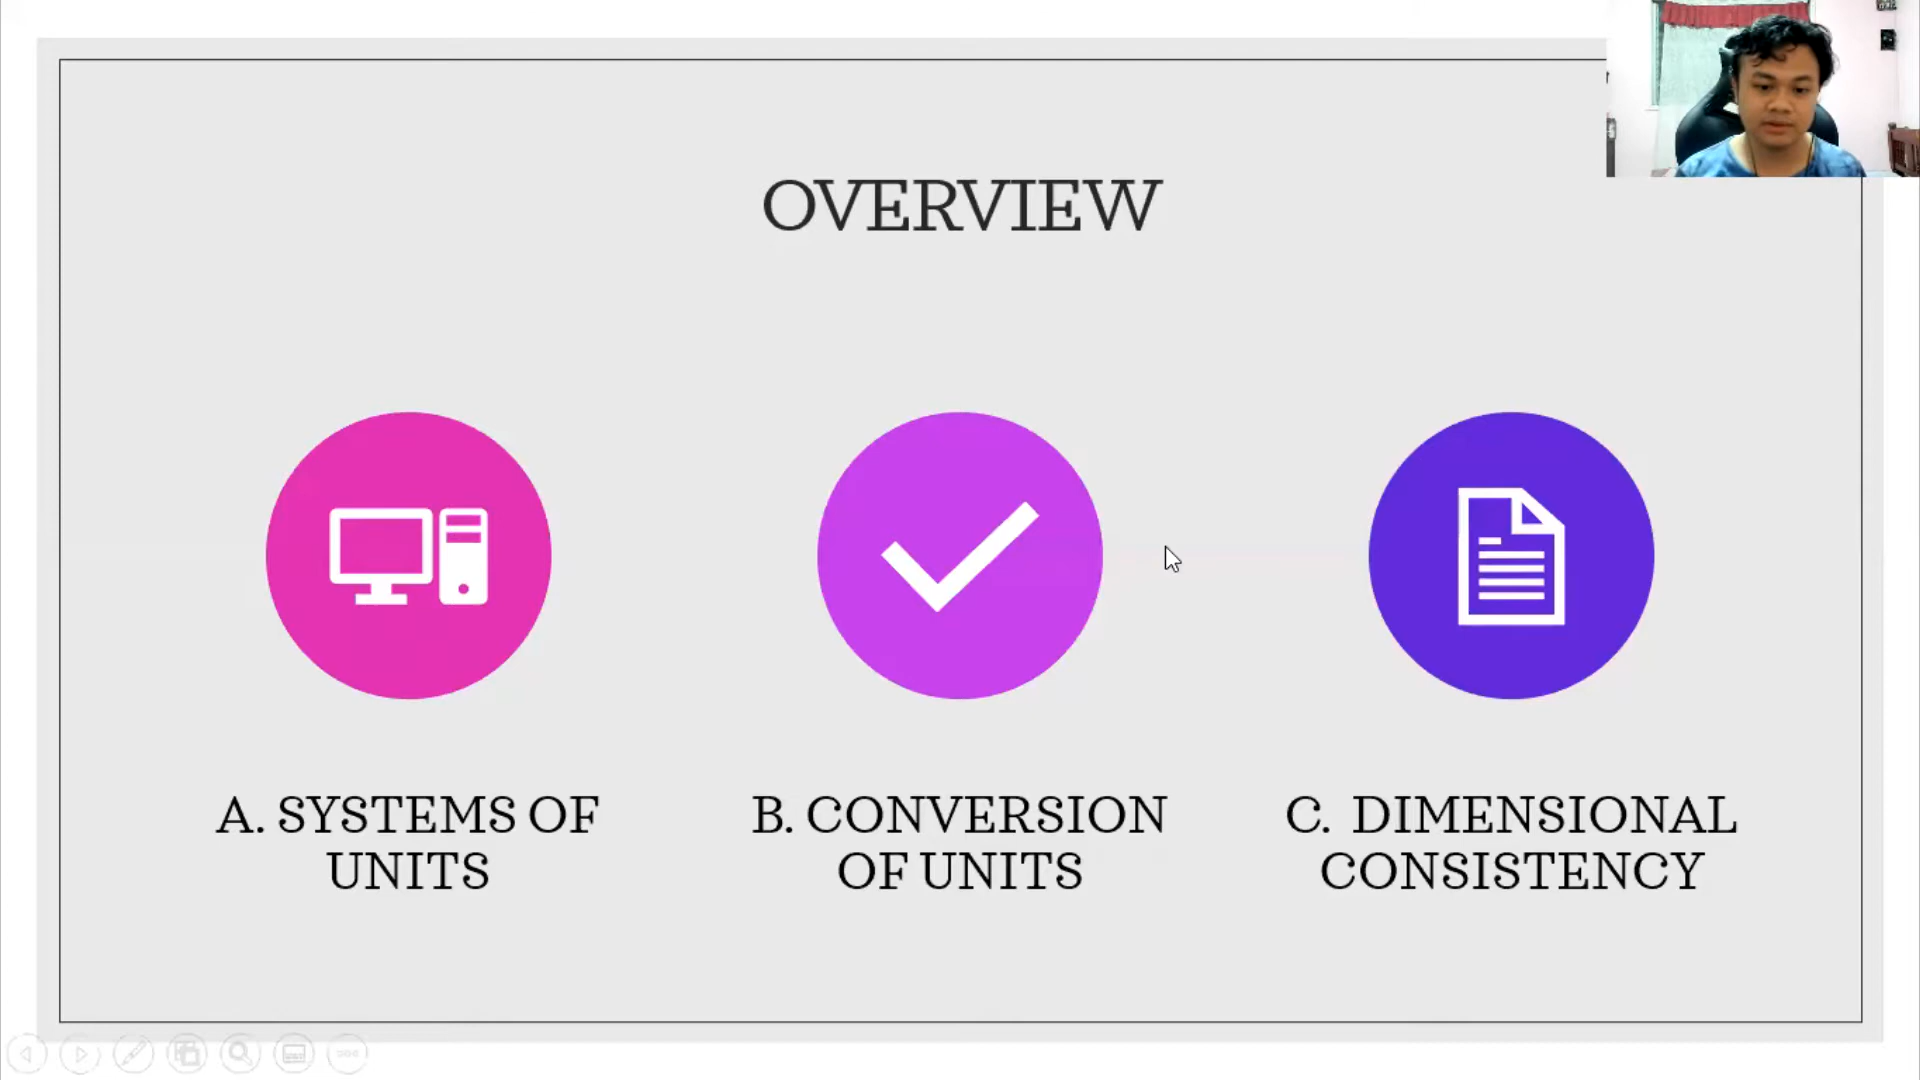 OVERVIEW
A. SYSTEMS OF
UNITS
B. CONVERSION
OF UNITS
C. DIMENSIONAL
CONSISTENCY